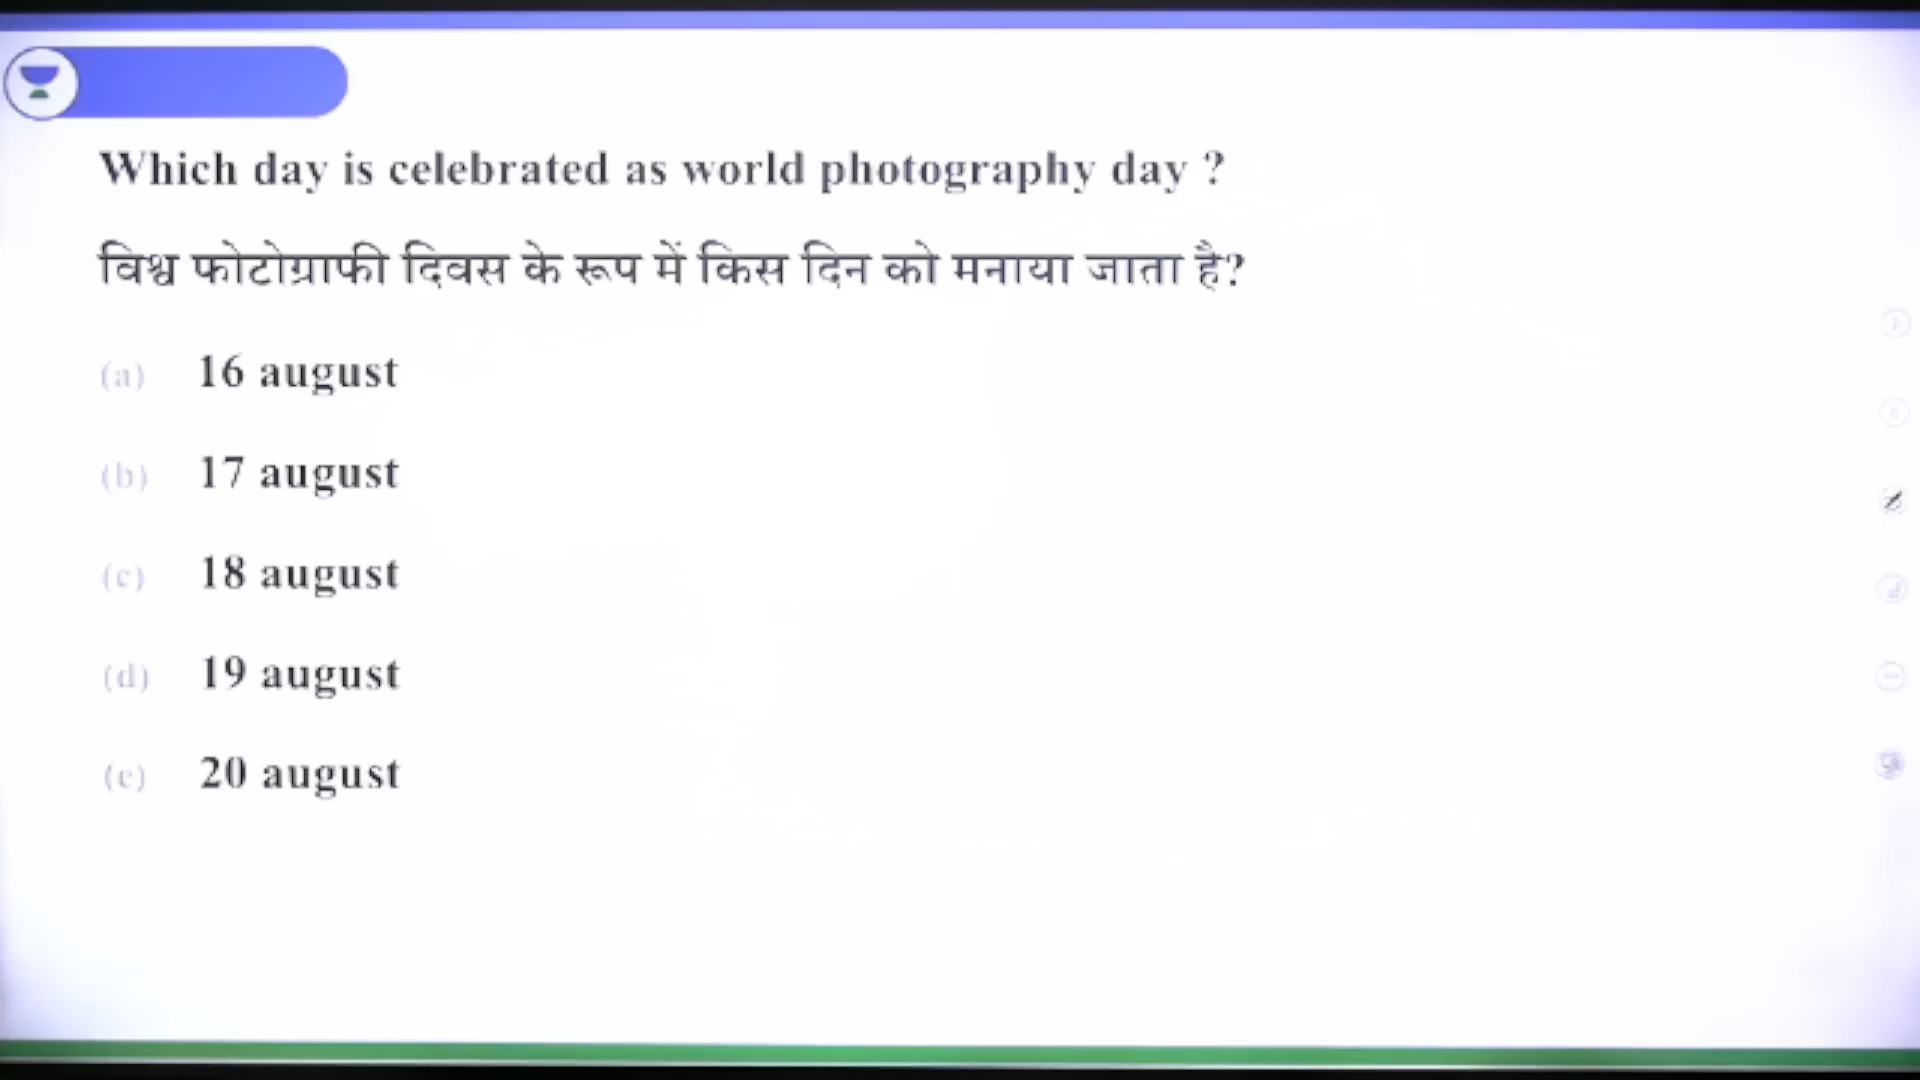 Which day is celebrated as world photography day ?
विश्व फोटोग्राफी दिवस के रूप में किस दिन को मनाया जाता है?
(a) 16 august
(b) 17 august
(c) 18 august
(d) 19 august
(e) 20 august